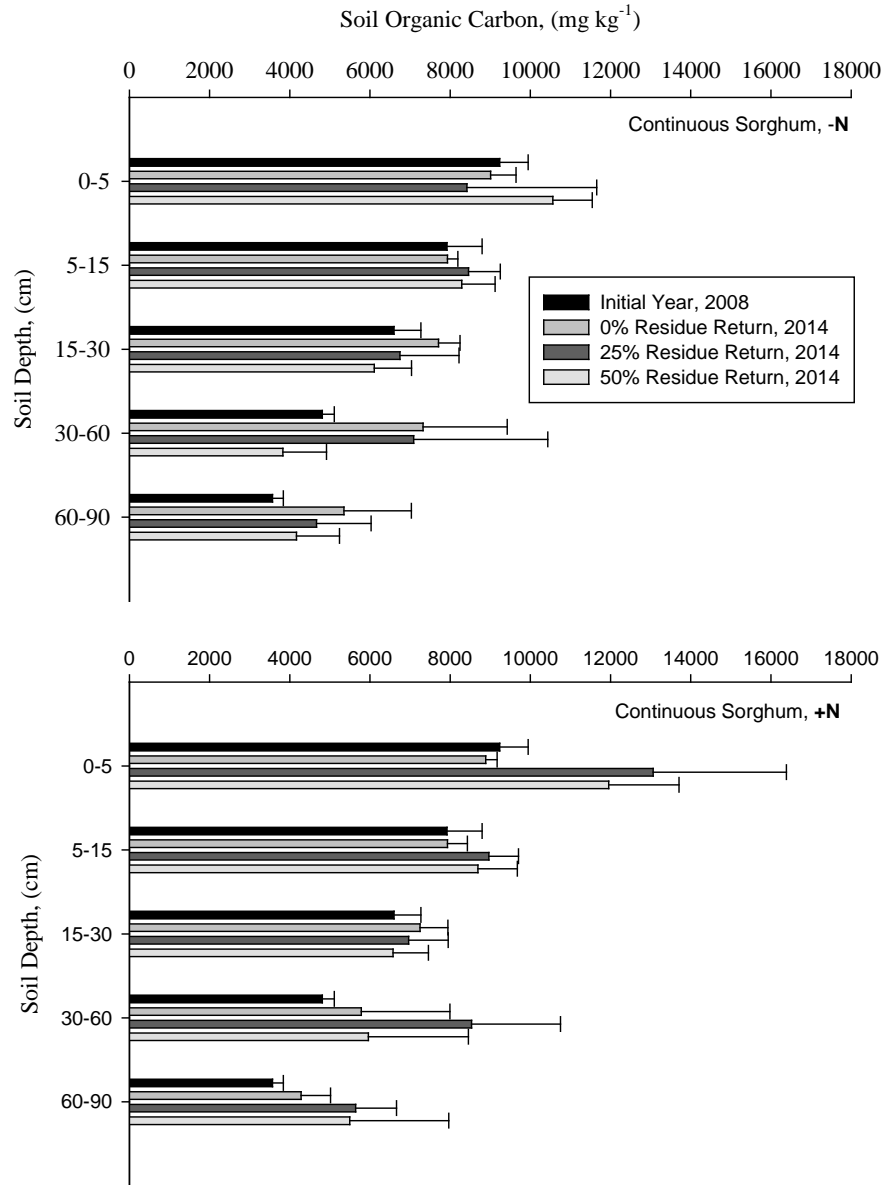 Soil Organic Carbon, (mg kg⁻¹)
0 2000 4000 6000 8000 10000 12000 14000 16000 18000
Continuous Sorghum, -N
0-5
5-15
15-30
30-60
60-90
Soil Depth, (cm)
Initial Year, 2008
0% Residue Return, 2014
25% Residue Return, 2014
50% Residue Return, 2014
0 2000 4000 6000 8000 10000 12000 14000 16000 18000
Continuous Sorghum, +N
0-5
5-15
15-30
30-60
60-90
Soil Depth, (cm)